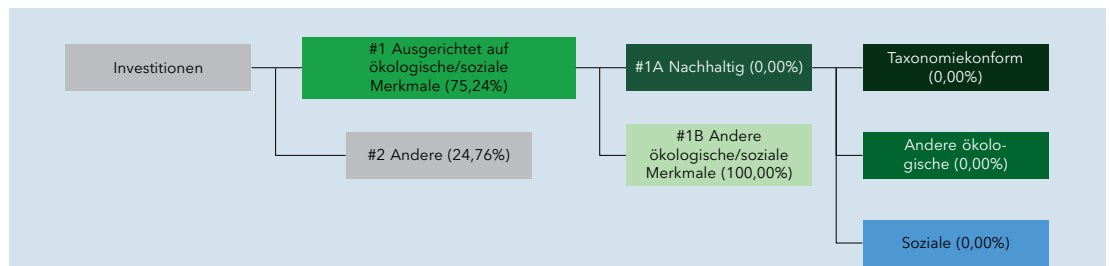 Investitionen
#1 Ausgerichtet auf
ökologische/soziale
Merkmale (75,24%)
#2 Andere (24,76%)
#1A Nachhaltig (0,00%)
#1B Andere
ökologische/soziale
Merkmale (100,00%)
Taxonomiekonform
(0,00%)
Andere ökolo-
gische (0,00%)
Soziale (0,00%)